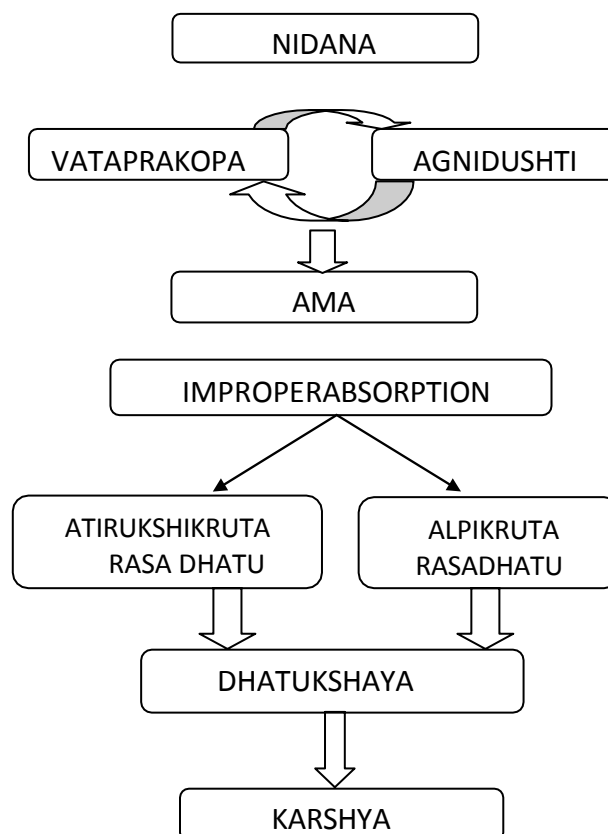 NIDANA
VATAPRAKOPA
AGNIDUSHTI
AMA
IMPROPERABSORPTION
ATIRUKSHIKRUTA
RASA DHATU
ALPIKRUTA
RASADHATU
DHATUKSHAYA
KARSHYA